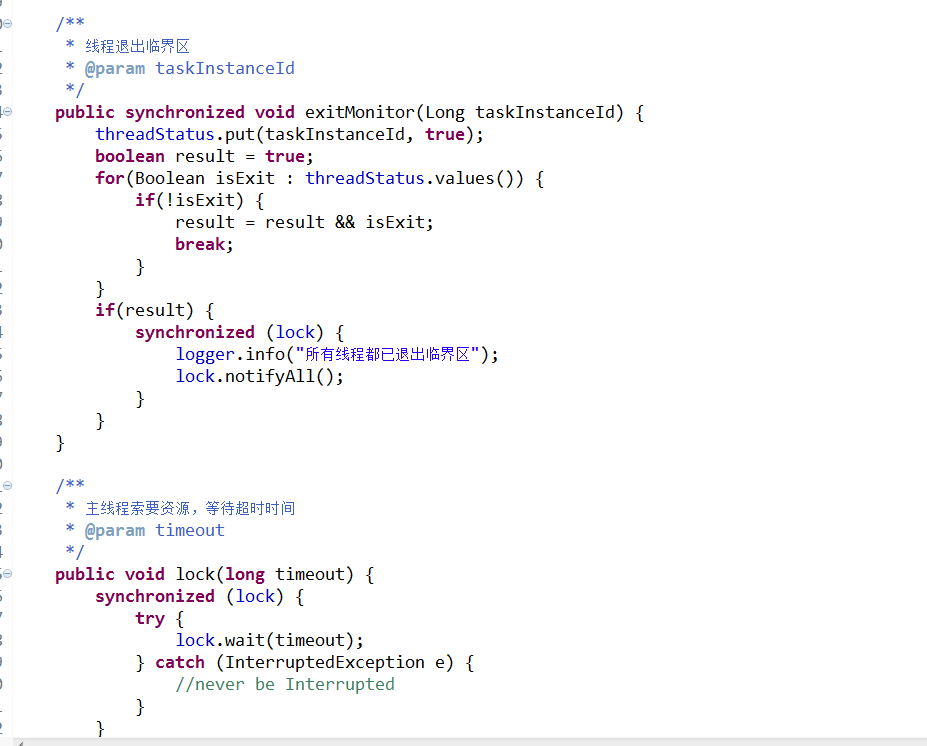 /**
 * 线程退出临界区
 * @param taskInstanceId
 */
public synchronized void exitMonitor(Long taskInstanceId) {
    threadStatus.put(taskInstanceId, true);
    boolean result = true;
    for(Boolean isExit : threadStatus.values()) {
        if(!isExit) {
            result = result && isExit;
            break;
        }
    }
    if(result) {
        synchronized (lock) {
            logger.info("所有线程都已退出临界区");
            lock.notifyAll();
        }
    }
}

/**
 * 主线程索要资源，等待超时时间
 * @param timeout
 */
public void lock(long timeout) {
    synchronized (lock) {
        try {
            lock.wait(timeout);
        } catch (InterruptedException e) {
            //never be Interrupted
        }
    }